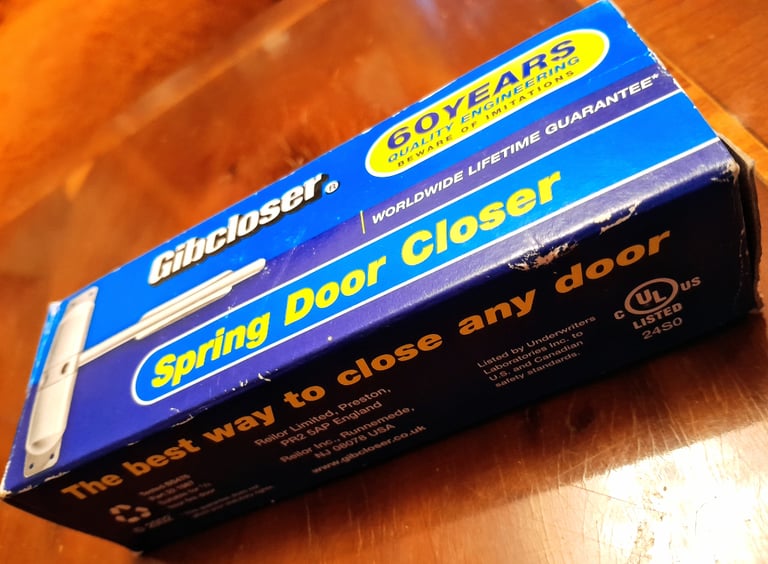 60YEARS
QUALITY ENGINEERING
BEWARE OF IMITATIONS
Gibcloser®
WORLDWIDE LIFETIME GUARANTEE*
Spring Door Closer
The best way to close any door
Reilor Limited, Preston,
PR2 5AP England
Reilor Inc., Runnemede,
NJ 08078 USA
www.gibcloser.co.uk
Listed by Underwriters
Laboratories Inc. to
U.S. and Canadian
safety standards.
C UL US
LISTED
24S0
© 2002